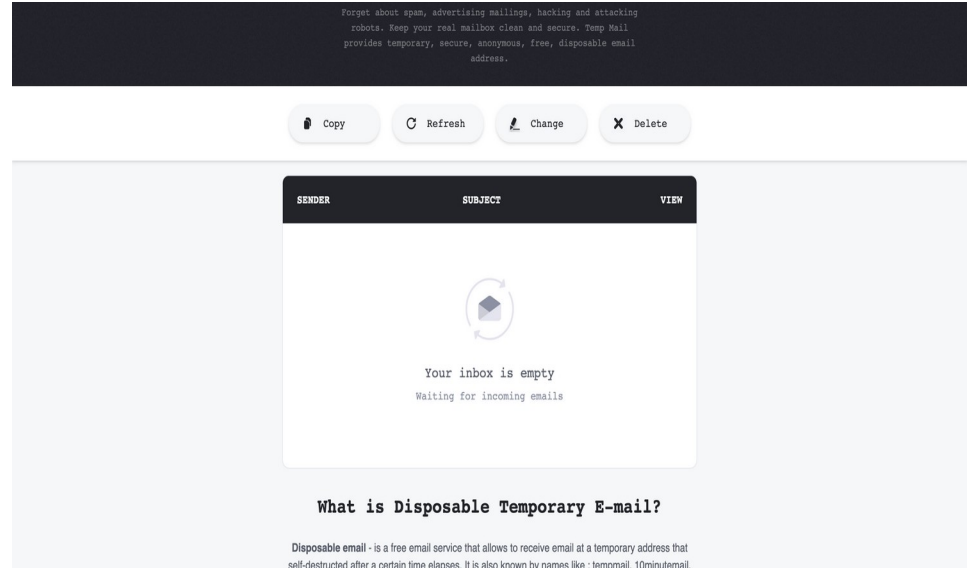 Forget about spam, advertising mailings, hacking and attacking
robots. Keep your real mailbox clean and secure. Temp Mail
provides temporary, secure, anonymous, free, disposable email
address.
Copy
Refresh
Change
Delete
SENDER SUBJECT VIEW
Your inbox is empty
Waiting for incoming emails
What is Disposable Temporary E-mail?
Disposable email - is a free email service that allows to receive email at a temporary address that
self-destructed after a certain time elapses. It is also known by names like : tempmail, 10minutemail,